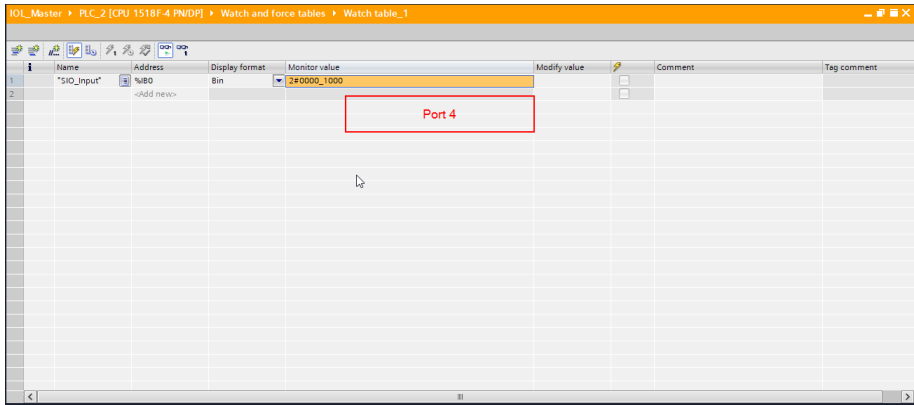 IOL_Master ▸ PLC_2 [CPU 1518F-4 PN/DP] ▸ Watch and force tables ▸ Watch table_1
i Name Address Display format Monitor value Modify value Comment Tag comment
1 "SIO_Input" %IB0 Bin 2#0000_1000
2 <Add new>
Port 4